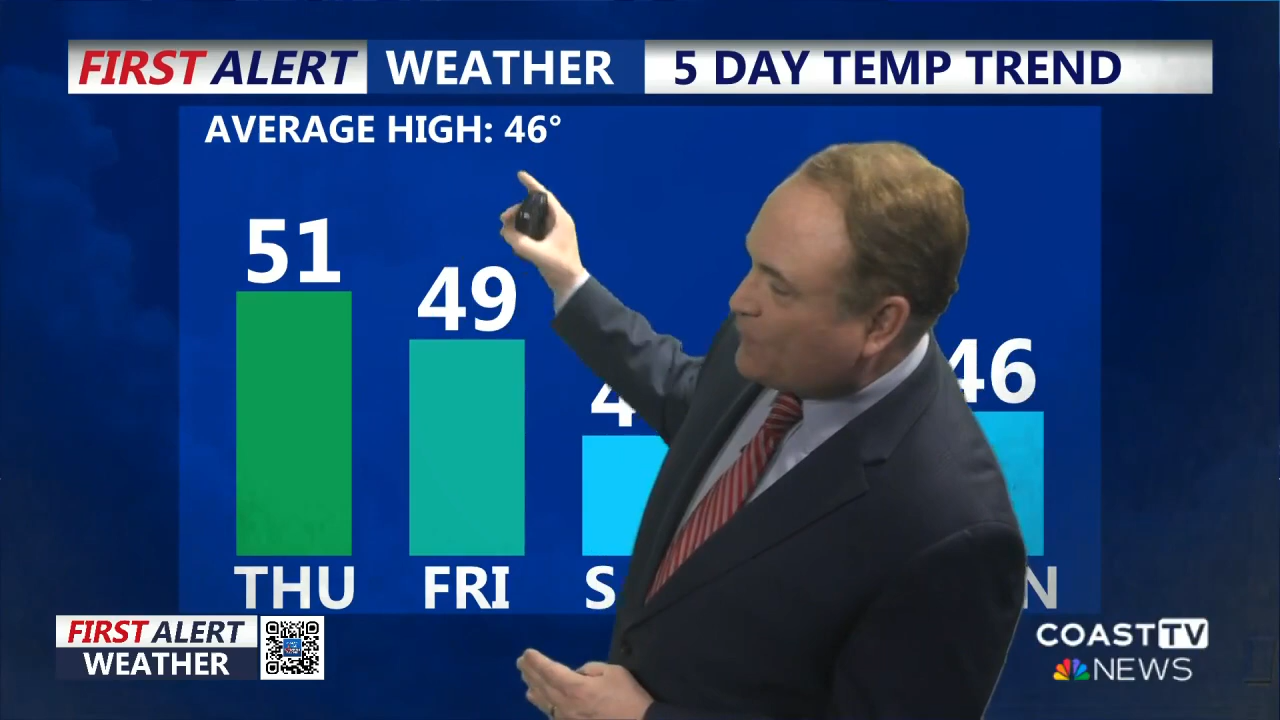 FIRST ALERT WEATHER 5 DAY TEMP TREND
AVERAGE HIGH: 46°
51
49
4
46
THU
FRI
S
N
FIRST ALERT
WEATHER
COAST TV
NEWS